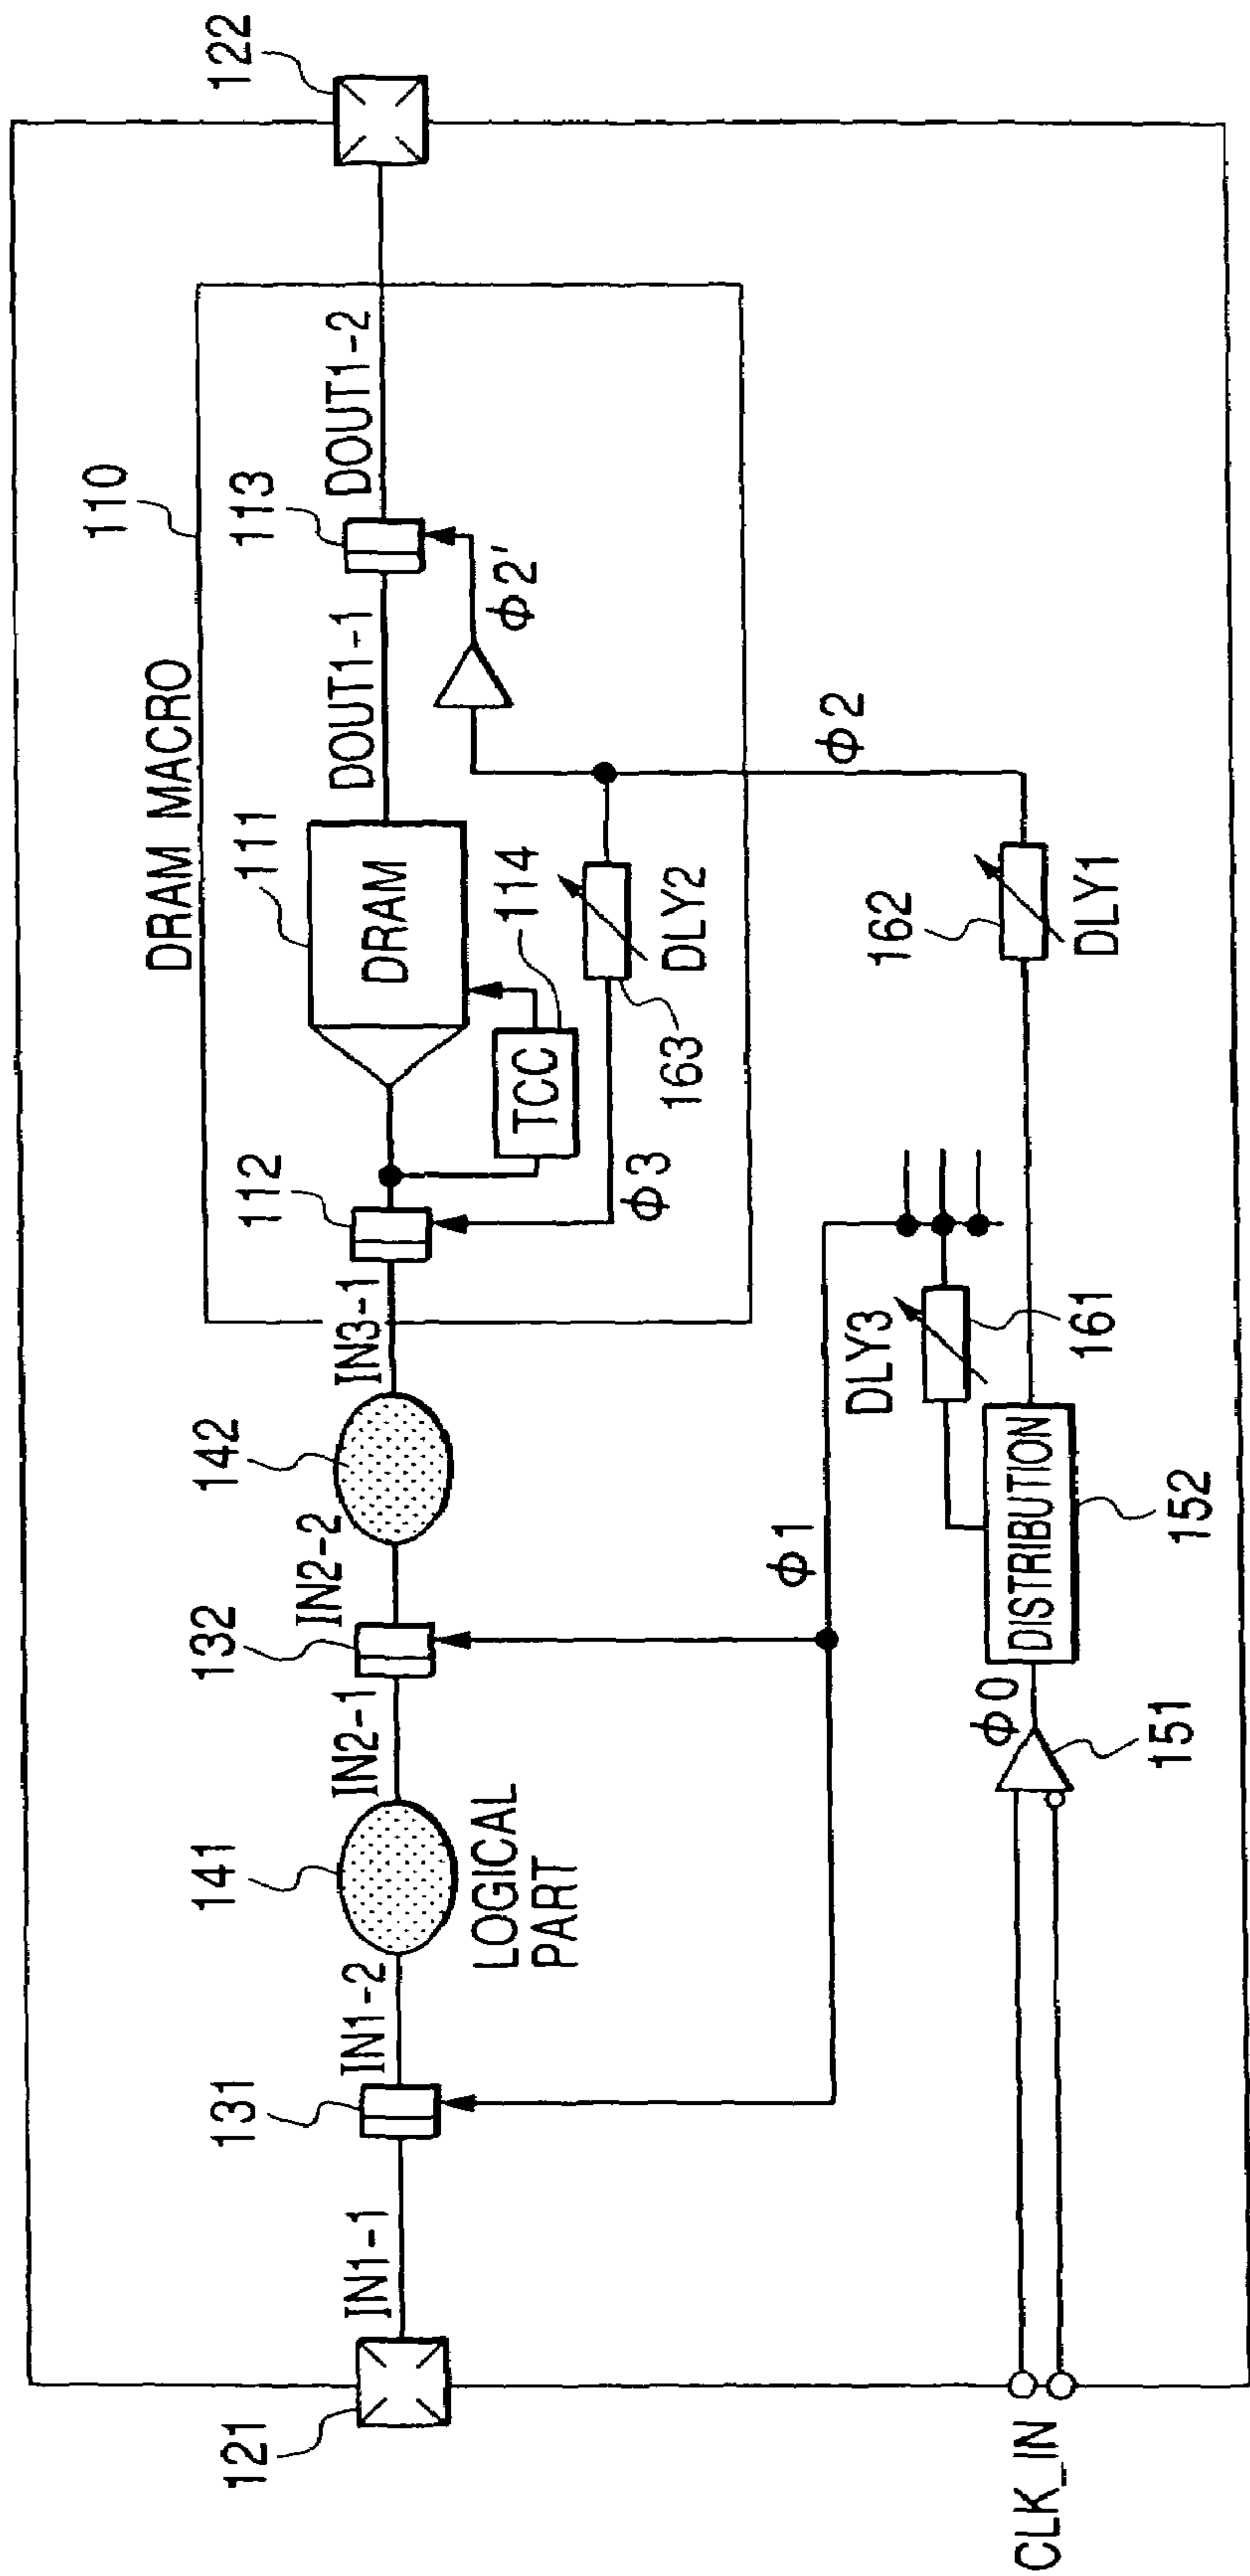 110
122
DRAM MACRO
111
113
112
142
132
141
131
121
IN1-1
IN1-2
IN2-1
IN2-2
IN3-1
DRAM
DOUT1-1
DOUT1-2
LOGICAL
PART
TCC
114
ϕ2'
ϕ3
163
DLY2
ϕ1
ϕ2
DLY3
161
162
DLY1
CLK_IN
ϕ0
151
DISTRIBUTION
152